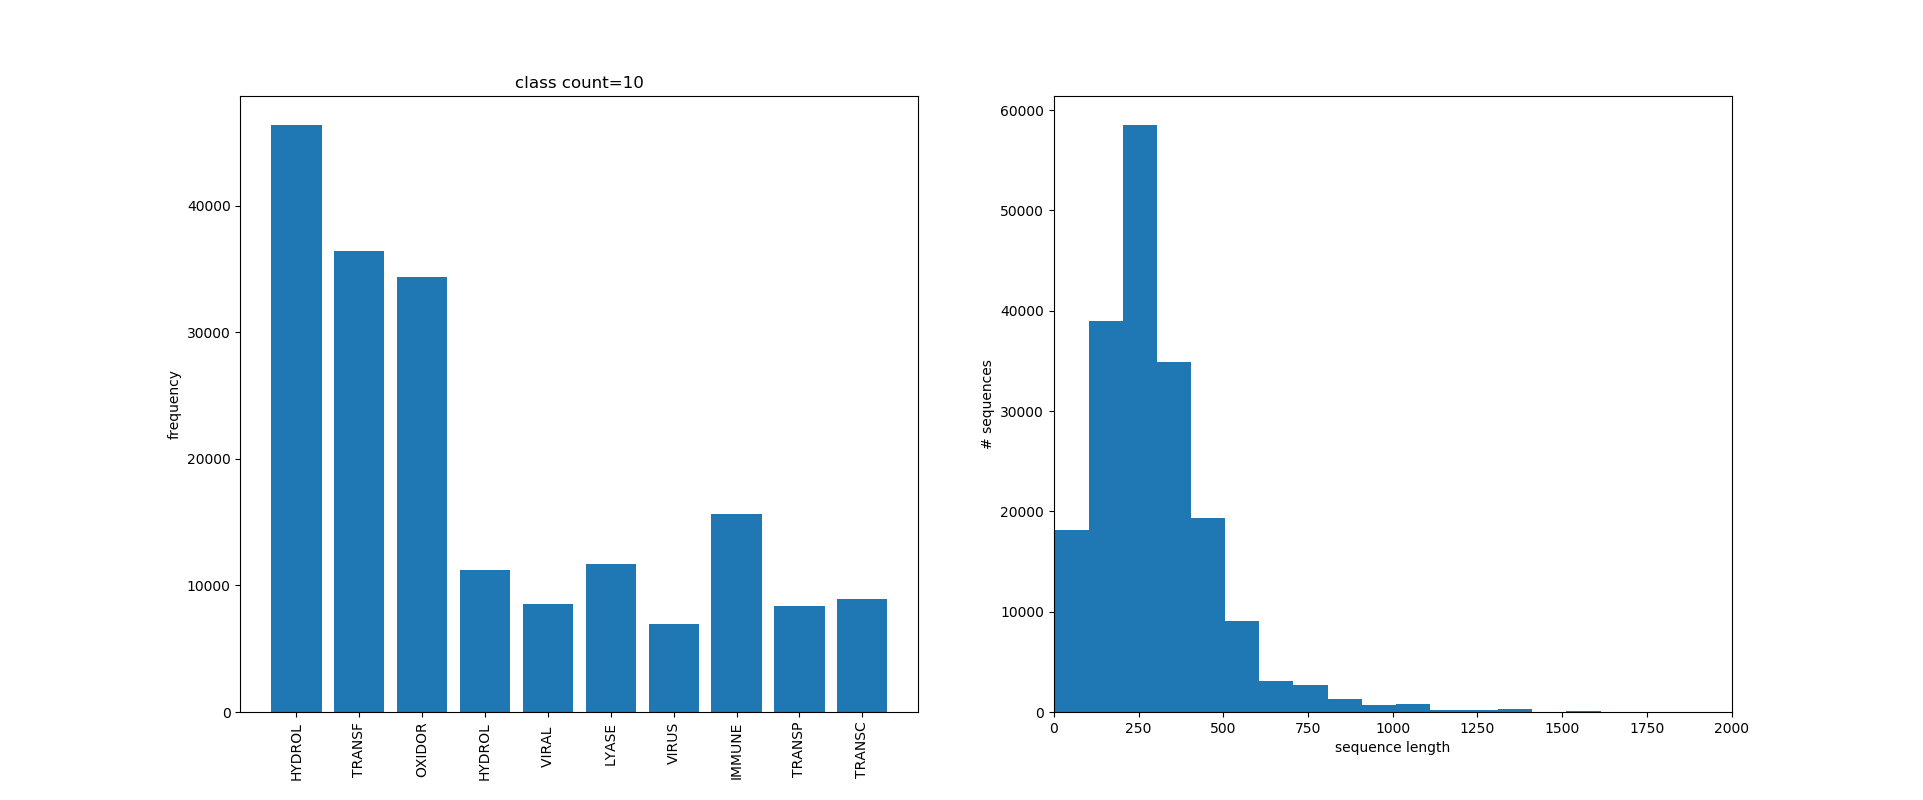 class count=10
frequency
40000
30000
20000
10000
0
HYDROL
TRANSF
OXIDOR
HYDROL
VIRAL
LYASE
VIRUS
IMMUNE
TRANSP
TRANSC
# sequences
60000
50000
40000
30000
20000
10000
0
0 250 500 750 1000 1250 1500 1750 2000
sequence length